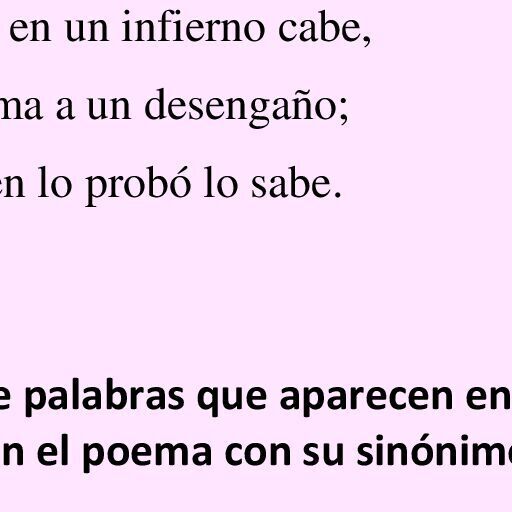 en un infierno cabe,
ma a un desengaño;
en lo probó lo sabe.
e palabras que aparecen en
n el poema con su sinónim